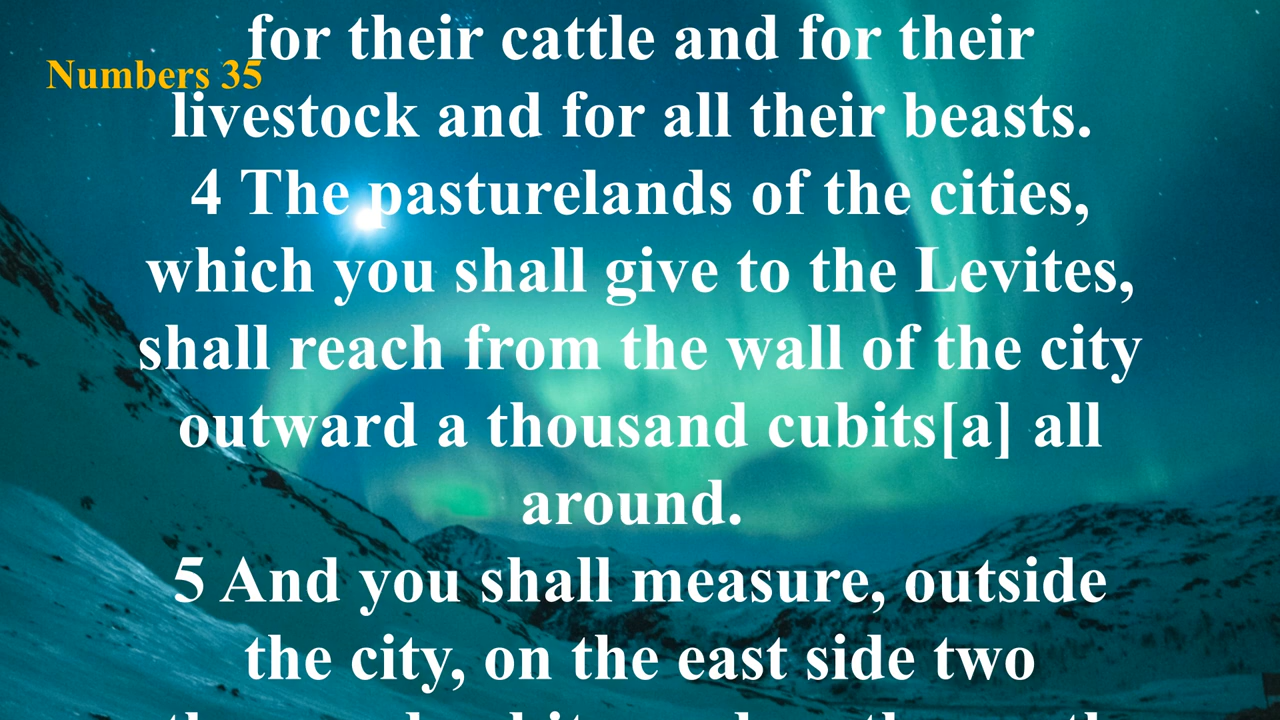 for their cattle and for their
Numbers 35
livestock and for all their beasts.
4 The pasturelands of the cities,
which you shall give to the Levites,
shall reach from the wall of the city
outward a thousand cubits[a] all
around.
5 And you shall measure, outside
the city, on the east side two